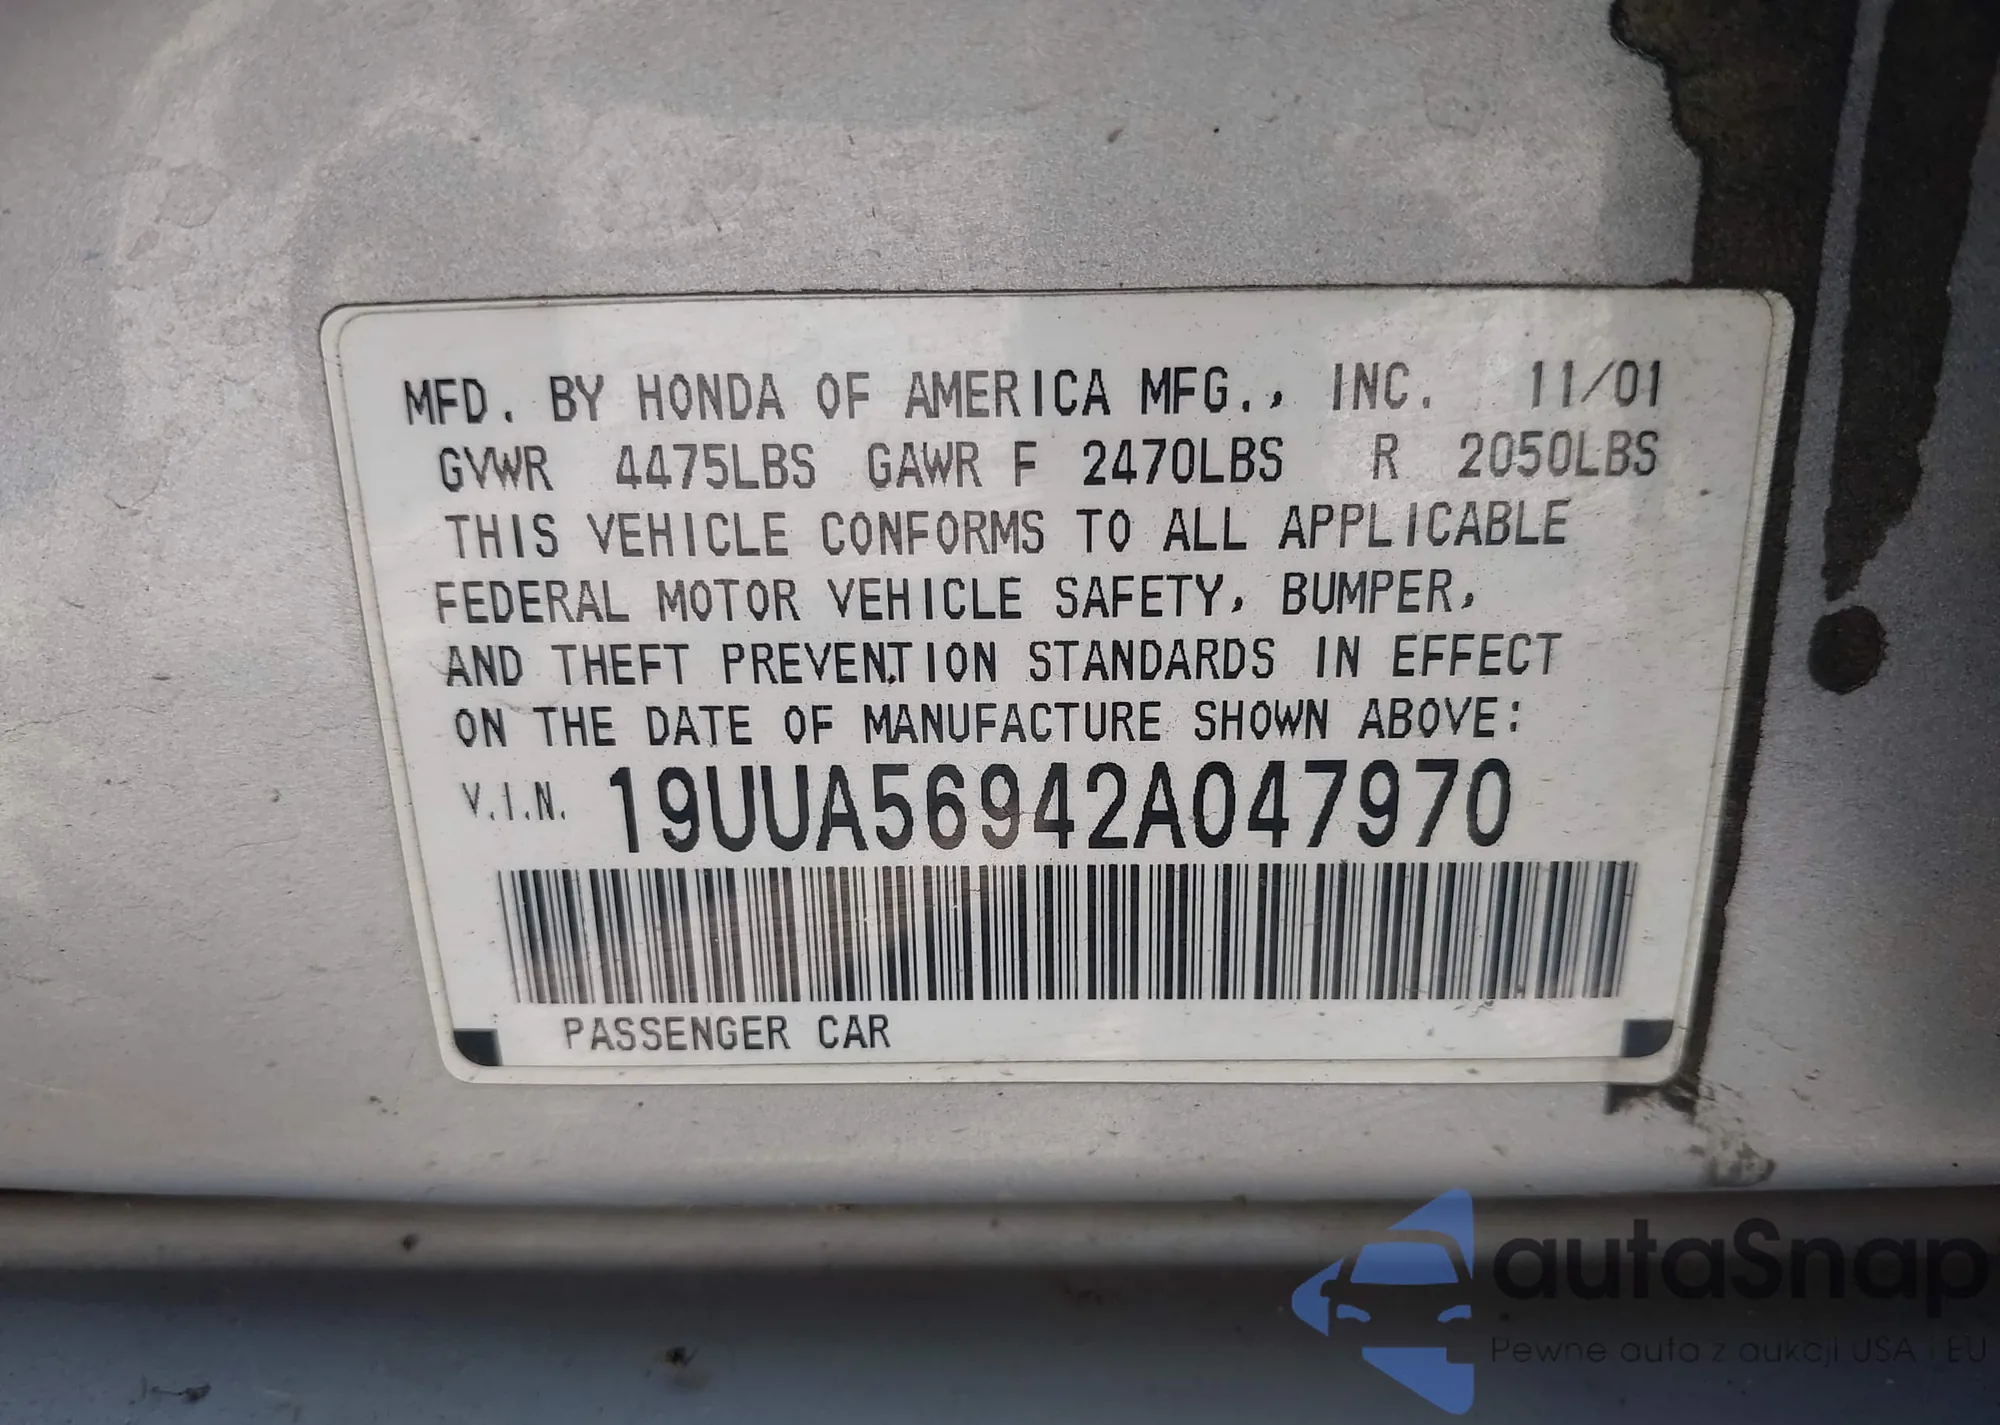 MFD. BY HONDA OF AMERICA MFG., INC. 11/01
GVWR 4475LBS GAWR F 2470LBS R 2050LBS
THIS VEHICLE CONFORMS TO ALL APPLICABLE
FEDERAL MOTOR VEHICLE SAFETY, BUMPER,
AND THEFT PREVENTION STANDARDS IN EFFECT
ON THE DATE OF MANUFACTURE SHOWN ABOVE:
V.I.N. 19UUA56942A047970
PASSENGER CAR
autaSnap
Pewne auta z aukcji USA i EU